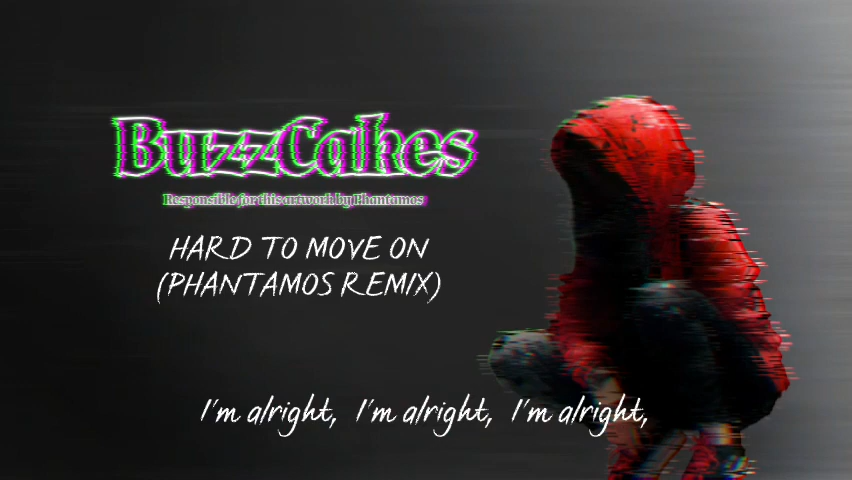 BuzzCakes
Responsible for this artwork by Phantamos
HARD TO MOVE ON
(PHANTAMOS REMIX)
I'm alright, I'm alright, I'm alright,